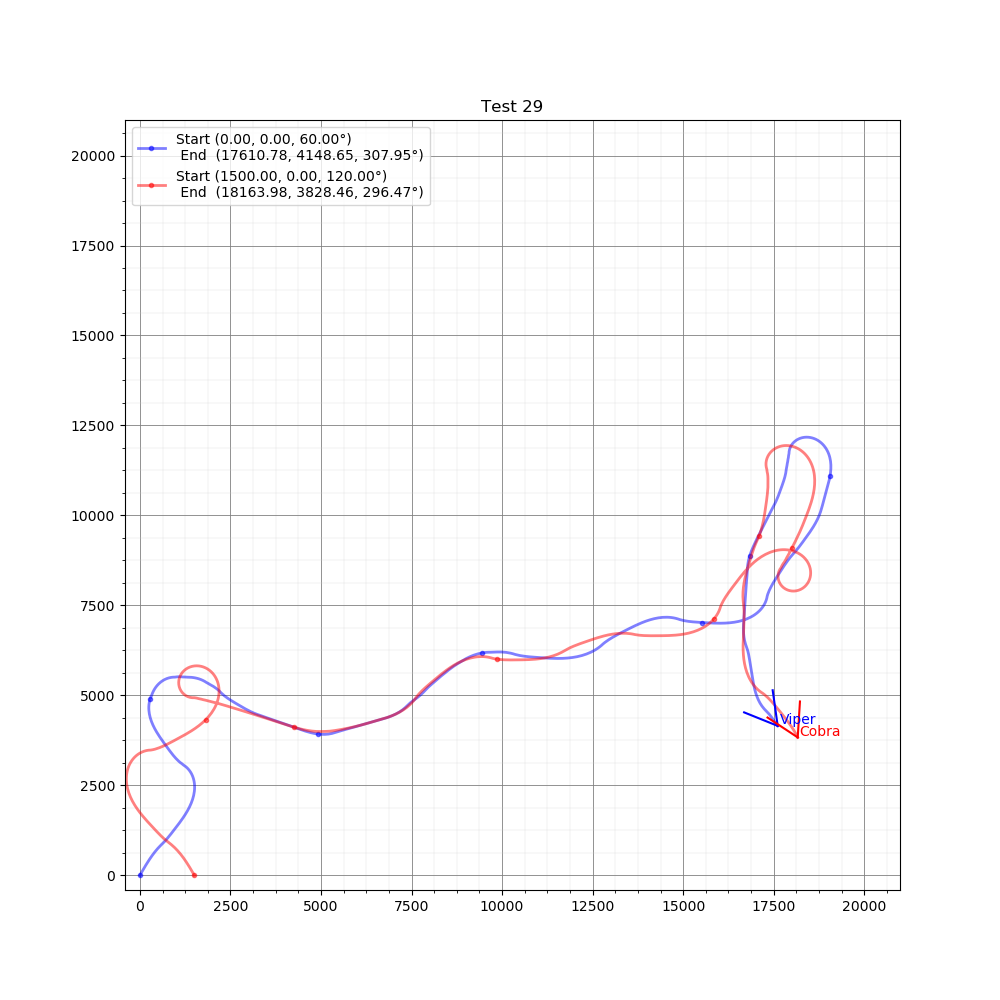 Test 29
Start (0.00, 0.00, 60.00°)
End  (17610.78, 4148.65, 307.95°)
Start (1500.00, 0.00, 120.00°)
End  (18163.98, 3828.46, 296.47°)
20000
17500
15000
12500
10000
7500
5000
2500
0
Viper
Cobra
0 2500 5000 7500 10000 12500 15000 17500 20000